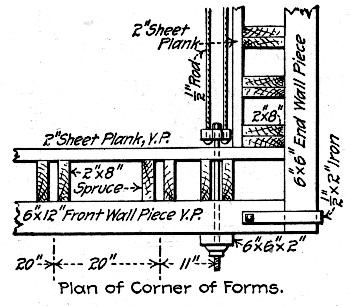 2" Sheet
Plank
1/2" Rod
2"x8"
6"x6" End Wall Piece
1/2"x2" Iron
2" Sheet Plank, Y.P.
2"x8"
Spruce
6"x12" Front Wall Piece Y.P.
6"x6"x2"
20" 20" 11"
Plan of Corner of Forms.